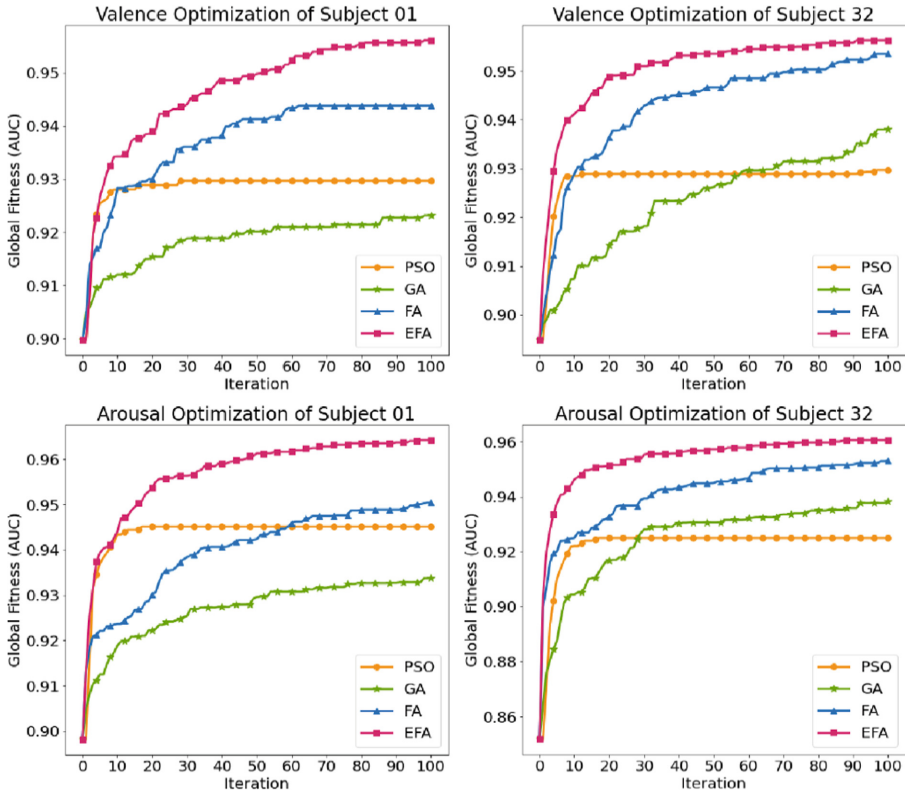 Valence Optimization of Subject 01
Global Fitness (AUC)
0.95
0.94
0.93
0.92
0.91
0.90
0 10 20 30 40 50 60 70 80 90 100
Iteration
PSO
GA
FA
EFA
Valence Optimization of Subject 32
Global Fitness (AUC)
0.95
0.94
0.93
0.92
0.91
0.90
0 10 20 30 40 50 60 70 80 90 100
Iteration
PSO
GA
FA
EFA
Arousal Optimization of Subject 01
Global Fitness (AUC)
0.96
0.95
0.94
0.93
0.92
0.91
0.90
0 10 20 30 40 50 60 70 80 90 100
Iteration
PSO
GA
FA
EFA
Arousal Optimization of Subject 32
Global Fitness (AUC)
0.96
0.94
0.92
0.90
0.88
0.86
0 10 20 30 40 50 60 70 80 90 100
Iteration
PSO
GA
FA
EFA